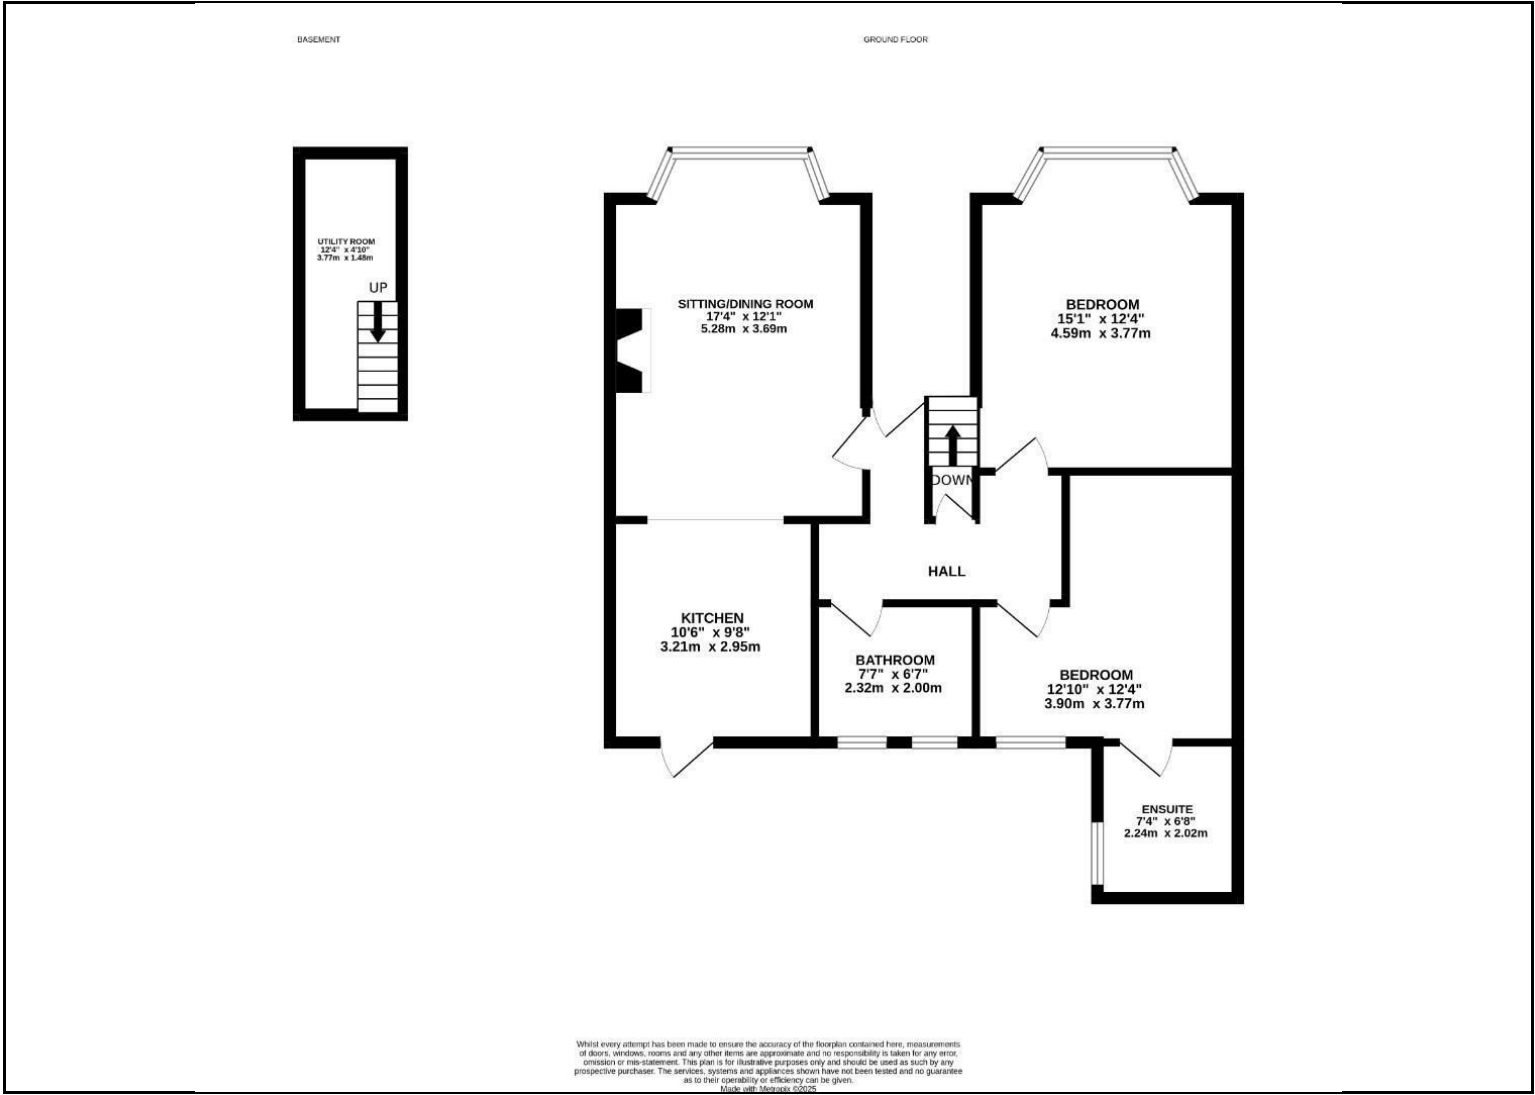 BASEMENT
GROUND FLOOR
UTILITY ROOM
12'4" x 4'10"
3.77m x 1.48m
UP
SITTING/DINING ROOM
17'4" x 12'1"
5.28m x 3.69m
BEDROOM
15'1" x 12'4"
4.59m x 3.77m
DOWN
HALL
KITCHEN
10'6" x 9'8"
3.21m x 2.95m
BATHROOM
7'7" x 6'7"
2.32m x 2.00m
BEDROOM
12'10" x 12'4"
3.90m x 3.77m
ENSUITE
7'4" x 6'8"
2.24m x 2.02m
Whilst every attempt has been made to ensure the accuracy of the floorplan contained here, measurements
of doors, windows, rooms and any other items are approximate and no responsibility is taken for any error,
omission or mis-statement. This plan is for illustrative purposes only and should be used as such by any
prospective purchaser. The services, systems and appliances shown have not been tested and no guarantee
as to their operability or efficiency can be given.
Made with Metropix ©2025